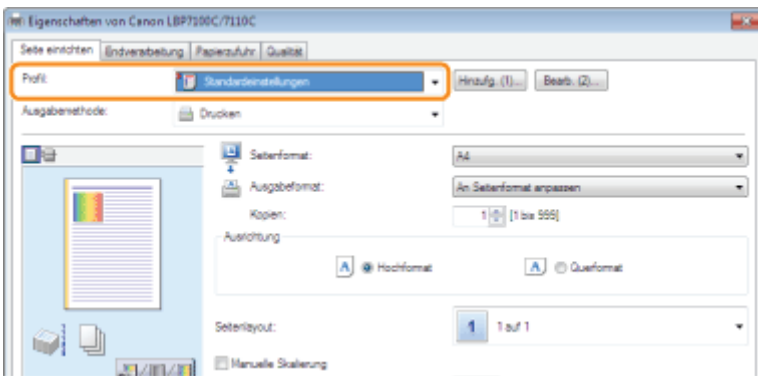 Eigenschaften von Canon LBP7100C/7110C
Seite einrichten Endverarbeitung Papierzufuhr Qualität
Profil: Standardeinstellungen Hinzufg. (1)... Bearb. (2)...
Ausgabemethode: Drucken
Seitenformat: A4
Ausgabeformat: An Seitenformat anpassen
Kopien: 1 [1 bis 999]
Ausrichtung
A Hochformat A Querformat
Seitenlayout: 1 1 auf 1
Manuelle Skalierung